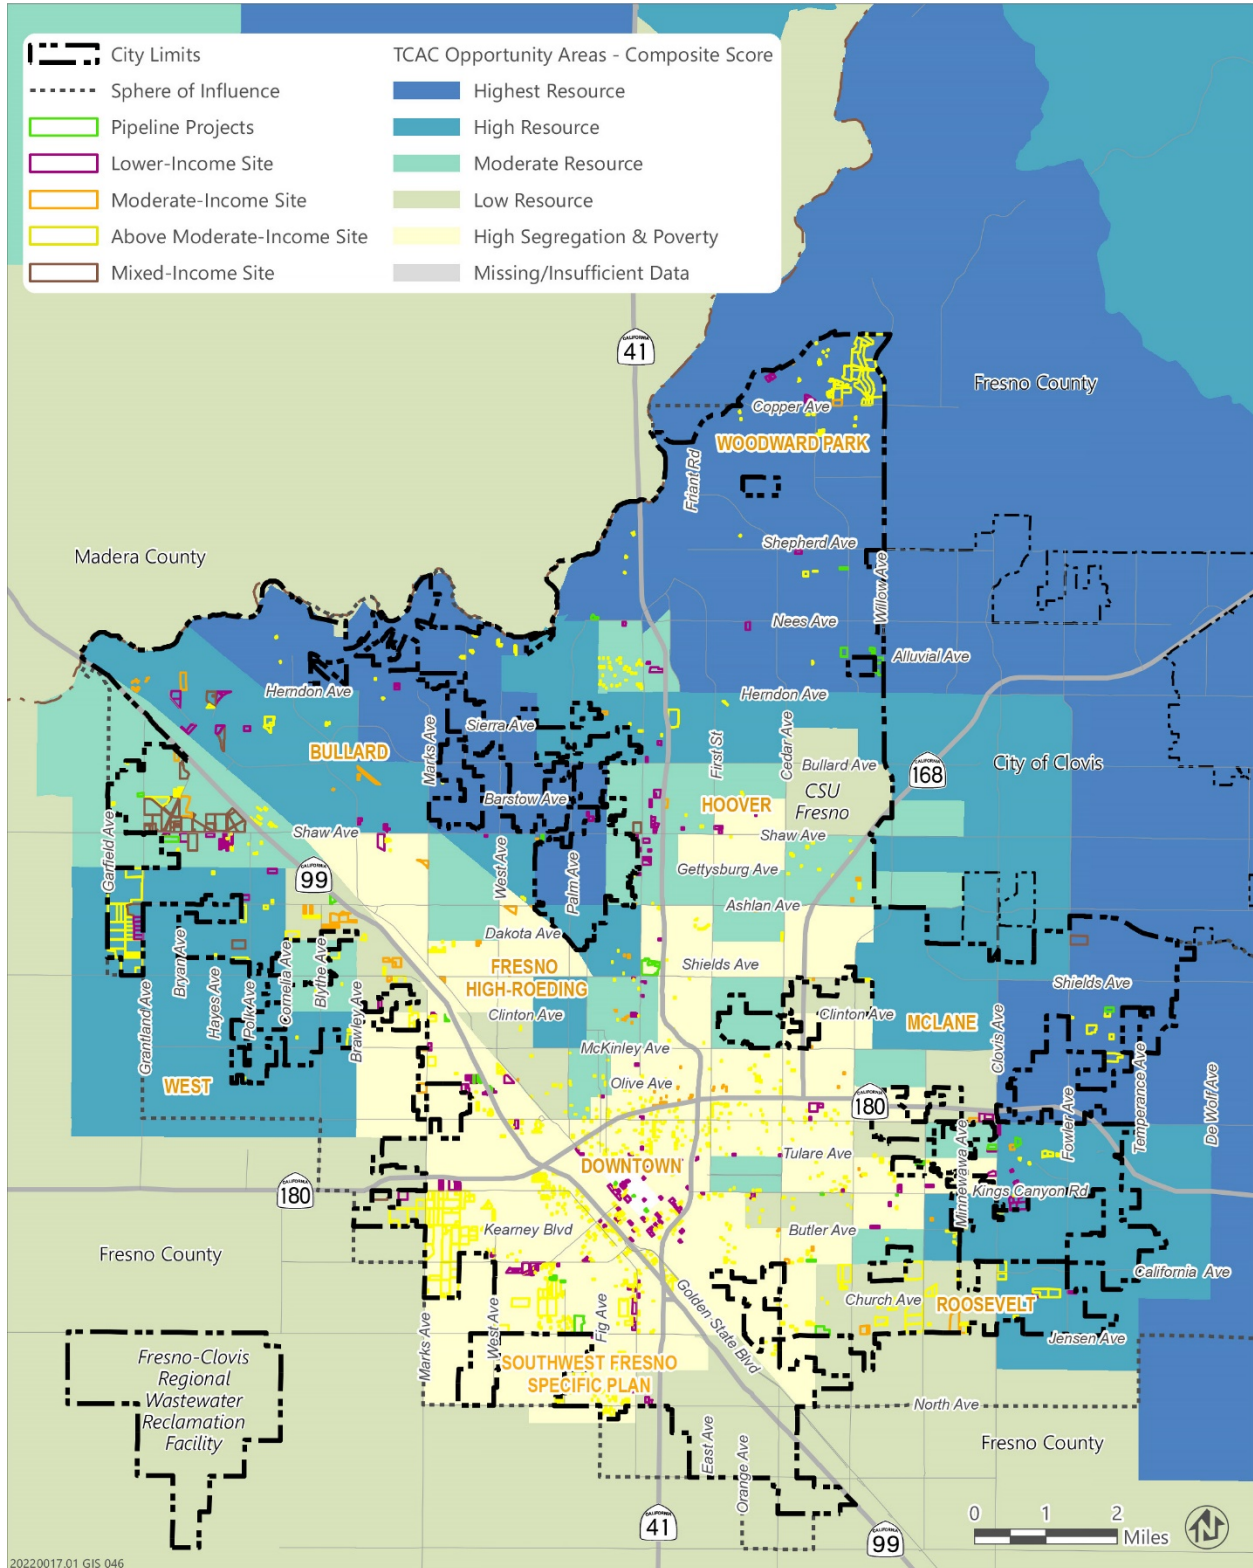 City Limits
Sphere of Influence
Pipeline Projects
Lower-Income Site
Moderate-Income Site
Above Moderate-Income Site
Mixed-Income Site
TCAC Opportunity Areas - Composite Score
Highest Resource
High Resource
Moderate Resource
Low Resource
High Segregation & Poverty
Missing/Insufficient Data
CALIFORNIA
41
Fresno County
Copper Ave
WOODWARD PARK
Friant Rd
Madera County
Shepherd Ave
Willow Ave
Nees Ave
Alluvial Ave
Herndon Ave
Herndon Ave
Marks Ave
Sierra Ave
BULLARD
First St
Cedar Ave
Bullard Ave
CALIFORNIA
168
City of Clovis
Barstow Ave
HOOVER
CSU
Fresno
Shaw Ave
Shaw Ave
Garfield Ave
CALIFORNIA
99
West Ave
Palm Ave
Gettysburg Ave
Ashlan Ave
Dakota Ave
Grantland Ave
Bryan Ave
Hayes Ave
Polk Ave
Cornelia Ave
Blythe Ave
Brawley Ave
FRESNO
HIGH-ROEDING
Shields Ave
Shields Ave
Clinton Ave
Clinton Ave
MCLANE
Clovis Ave
McKinley Ave
WEST
Olive Ave
CALIFORNIA
180
Fowler Ave
Temperance Ave
De Wolf Ave
Minnewawa Ave
DOWNTOWN
Tulare Ave
CALIFORNIA
180
Kings Canyon Rd
Kearney Blvd
Butler Ave
Fresno County
California Ave
Marks Ave
West Ave
Fig Ave
Golden State Blvd
Church Ave
ROOSEVELT
Jensen Ave
Fresno-Clovis
Regional
Wastewater
Reclamation
Facility
SOUTHWEST FRESNO
SPECIFIC PLAN
North Ave
East Ave
Orange Ave
Fresno County
CALIFORNIA
41
CALIFORNIA
99
0 1 2
Miles
N
20220017.01 GIS 046